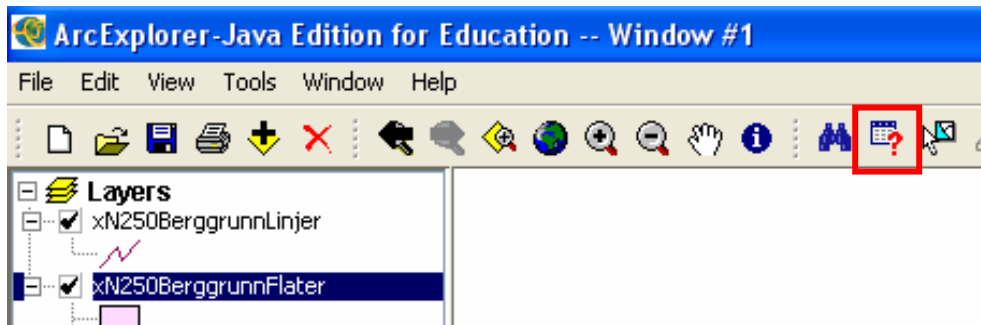 ArcExplorer-Java Edition for Education -- Window #1
File Edit View Tools Window Help
Layers
xN250BerggrunnLinjer
xN250BerggrunnFlater